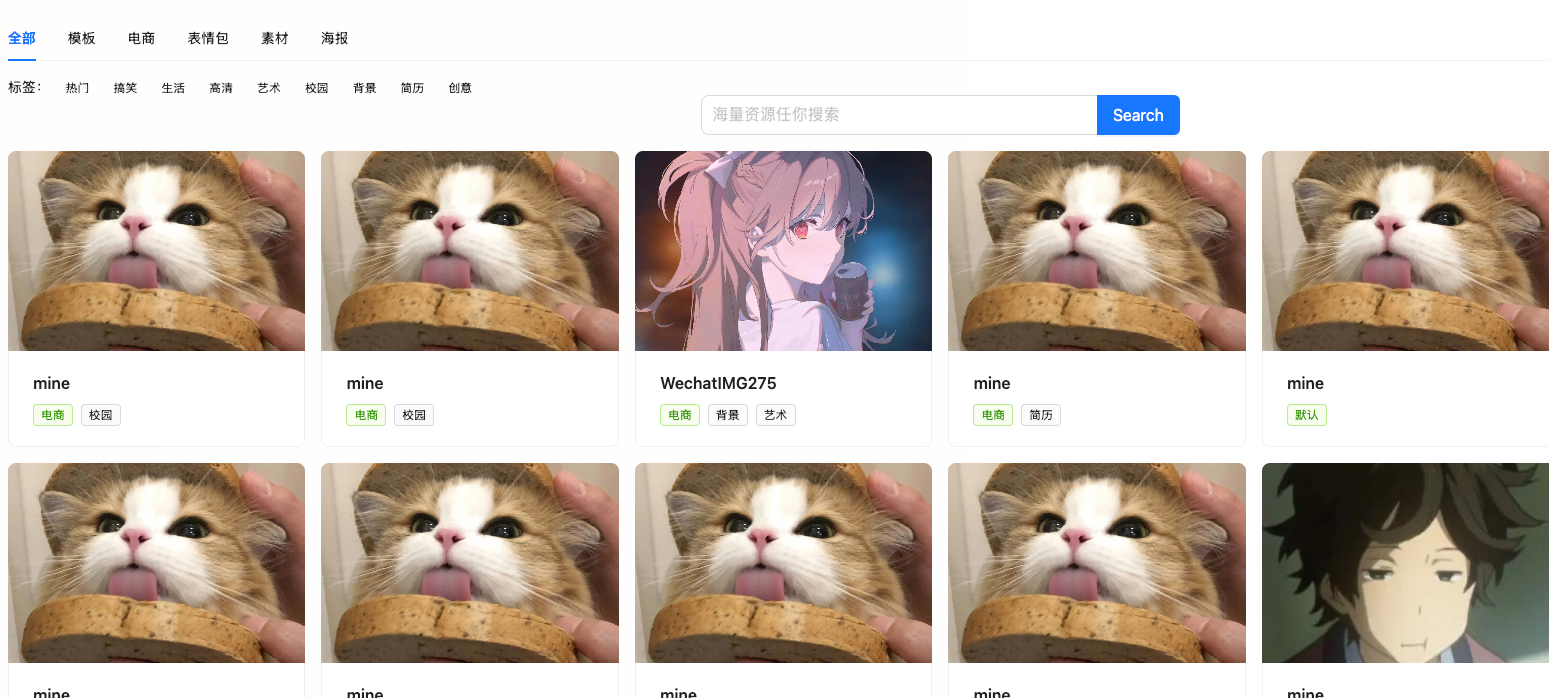 全部 模板 电商 表情包 素材 海报
标签： 热门 搞笑 生活 高清 艺术 校园 背景 简历 创意
海量资源任你搜索 Search
mine mine WechatIMG275 mine mine
电商 校园 电商 校园 电商 背景 艺术 电商 简历 默认
mine mine mine mine mine